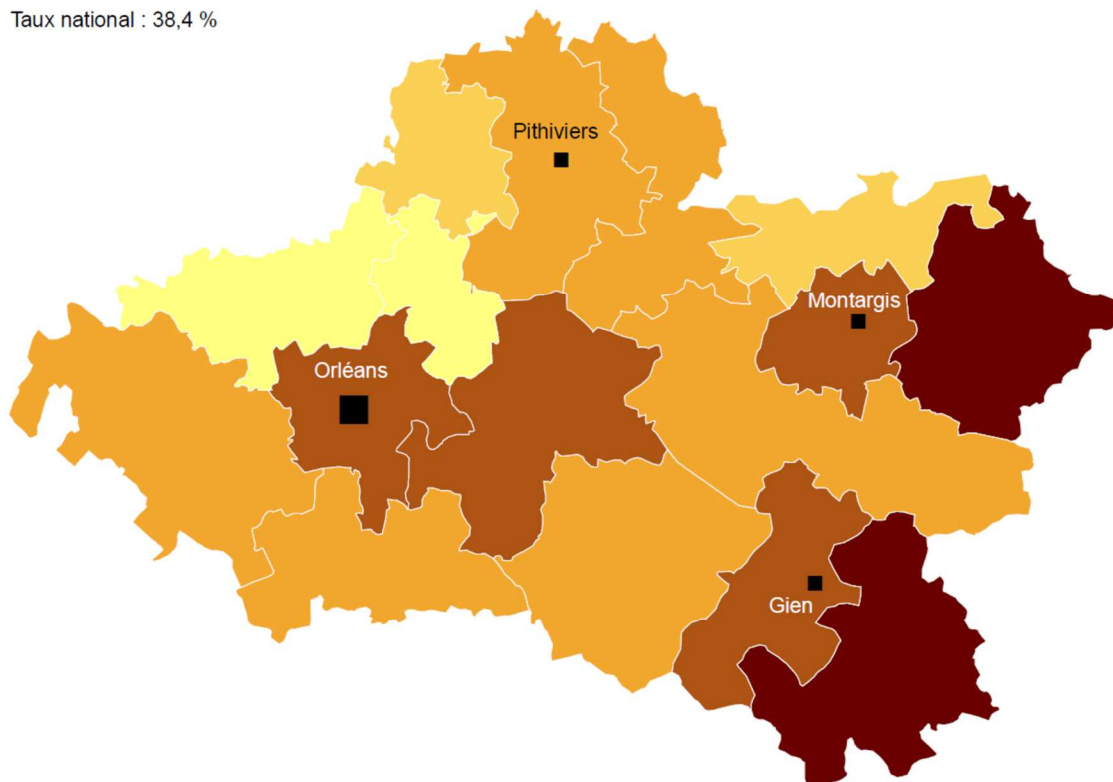 Taux national : 38,4 %
Pithiviers
Montargis
Orléans
Gien